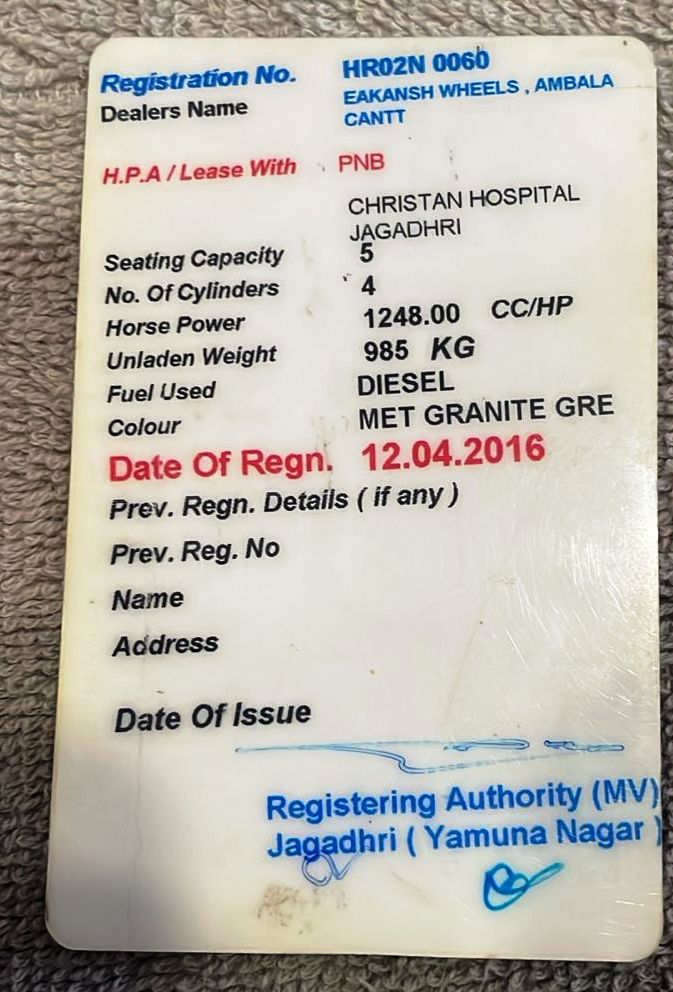 Registration No. HR02N 0060
Dealers Name EAKANSH WHEELS , AMBALA
CANTT
H.P.A / Lease With PNB
CHRISTAN HOSPITAL
JAGADHRI
Seating Capacity 5
No. Of Cylinders 4
Horse Power 1248.00 CC/HP
Unladen Weight 985 KG
Fuel Used DIESEL
Colour MET GRANITE GRE
Date Of Regn. 12.04.2016
Prev. Regn. Details ( if any )
Prev. Reg. No
Name
Address
Date Of Issue
Registering Authority (MV)
Jagadhri ( Yamuna Nagar )